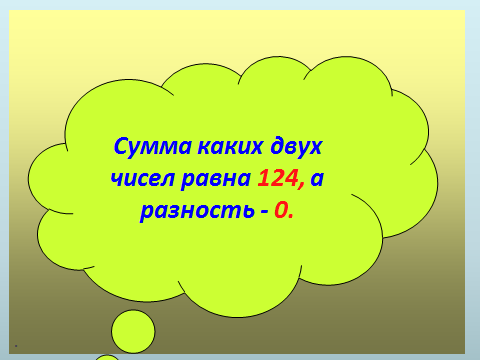 Сумма каких двух
чисел равна 124, а
разность - 0.